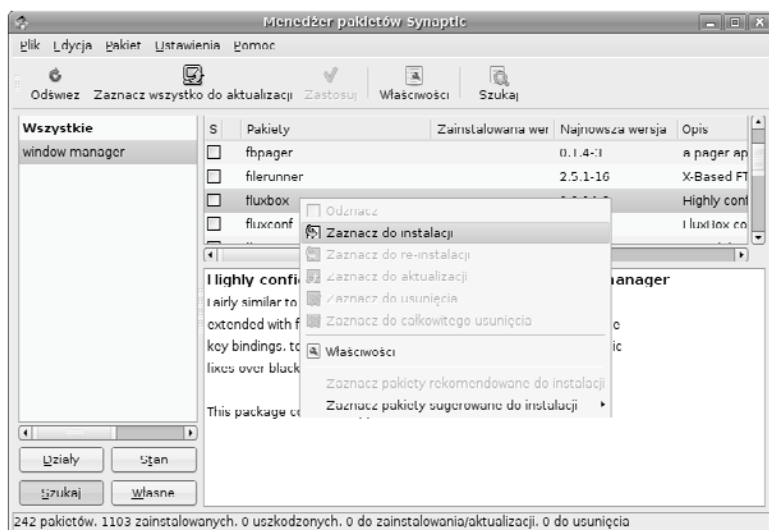 Menedżer pakietów Synaptic
Plik Edycja Pakiet Ustawienia Pomoc
Odśwież Zaznacz wszystko do aktualizacji Zastosuj Właściwości Szukaj
Wszystkie
window manager
S Pakiety Zainstalowana wer Najnowsza wersja Opis
fbpager 0.1.4-3 a pager ap
filerunner 2.5.1-16 X-Based FT
fluxbox Highly conf
fluxconf FluxBox co
Odznacz
Zaznacz do instalacji
Zaznacz do re-instalacji
Zaznacz do aktualizacji
Zaznacz do usunięcia
Zaznacz do całkowitego usunięcia
Właściwości
Zaznacz pakiety rekomendowane do instalacji
Zaznacz pakiety sugerowane do instalacji
Highly confi anager
Fairly similar to
extended with f e
key bindings, to ic
fixes over black
This package co
Działy Stan
Szukaj Własne
242 pakietów, 1103 zainstalowanych, 0 uszkodzonych, 0 do zainstalowania/aktualizacji, 0 do usunięcia